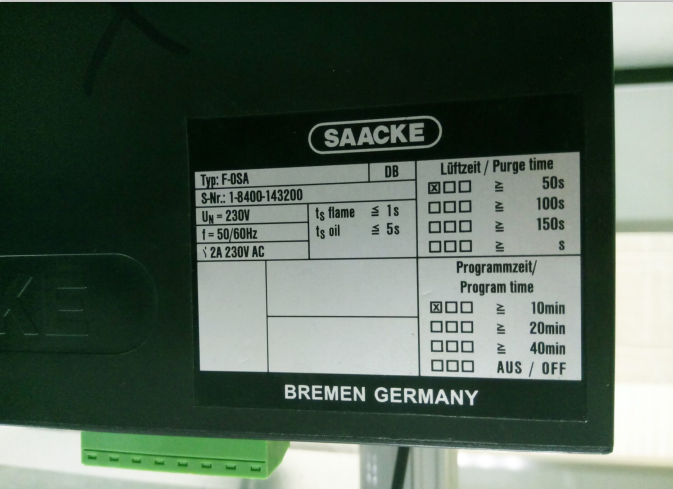 SAACKE
Typ: F-OSA DB
S-Nr.: 1-8400-143200
UN = 230V
f = 50/60Hz
2A 230V AC
ts flame ≦ 1s
ts oil ≦ 5s
Lüftzeit / Purge time
☒☐☐ ≧ 50s
☐☐☐ ≧ 100s
☐☐☐ ≧ 150s
☐☐☐ ≧ s
Programmzeit/
Program time
☒☐☐ ≧ 10min
☐☐☐ ≧ 20min
☐☐☐ ≧ 40min
☐☐☐ AUS / OFF
KE
BREMEN GERMANY